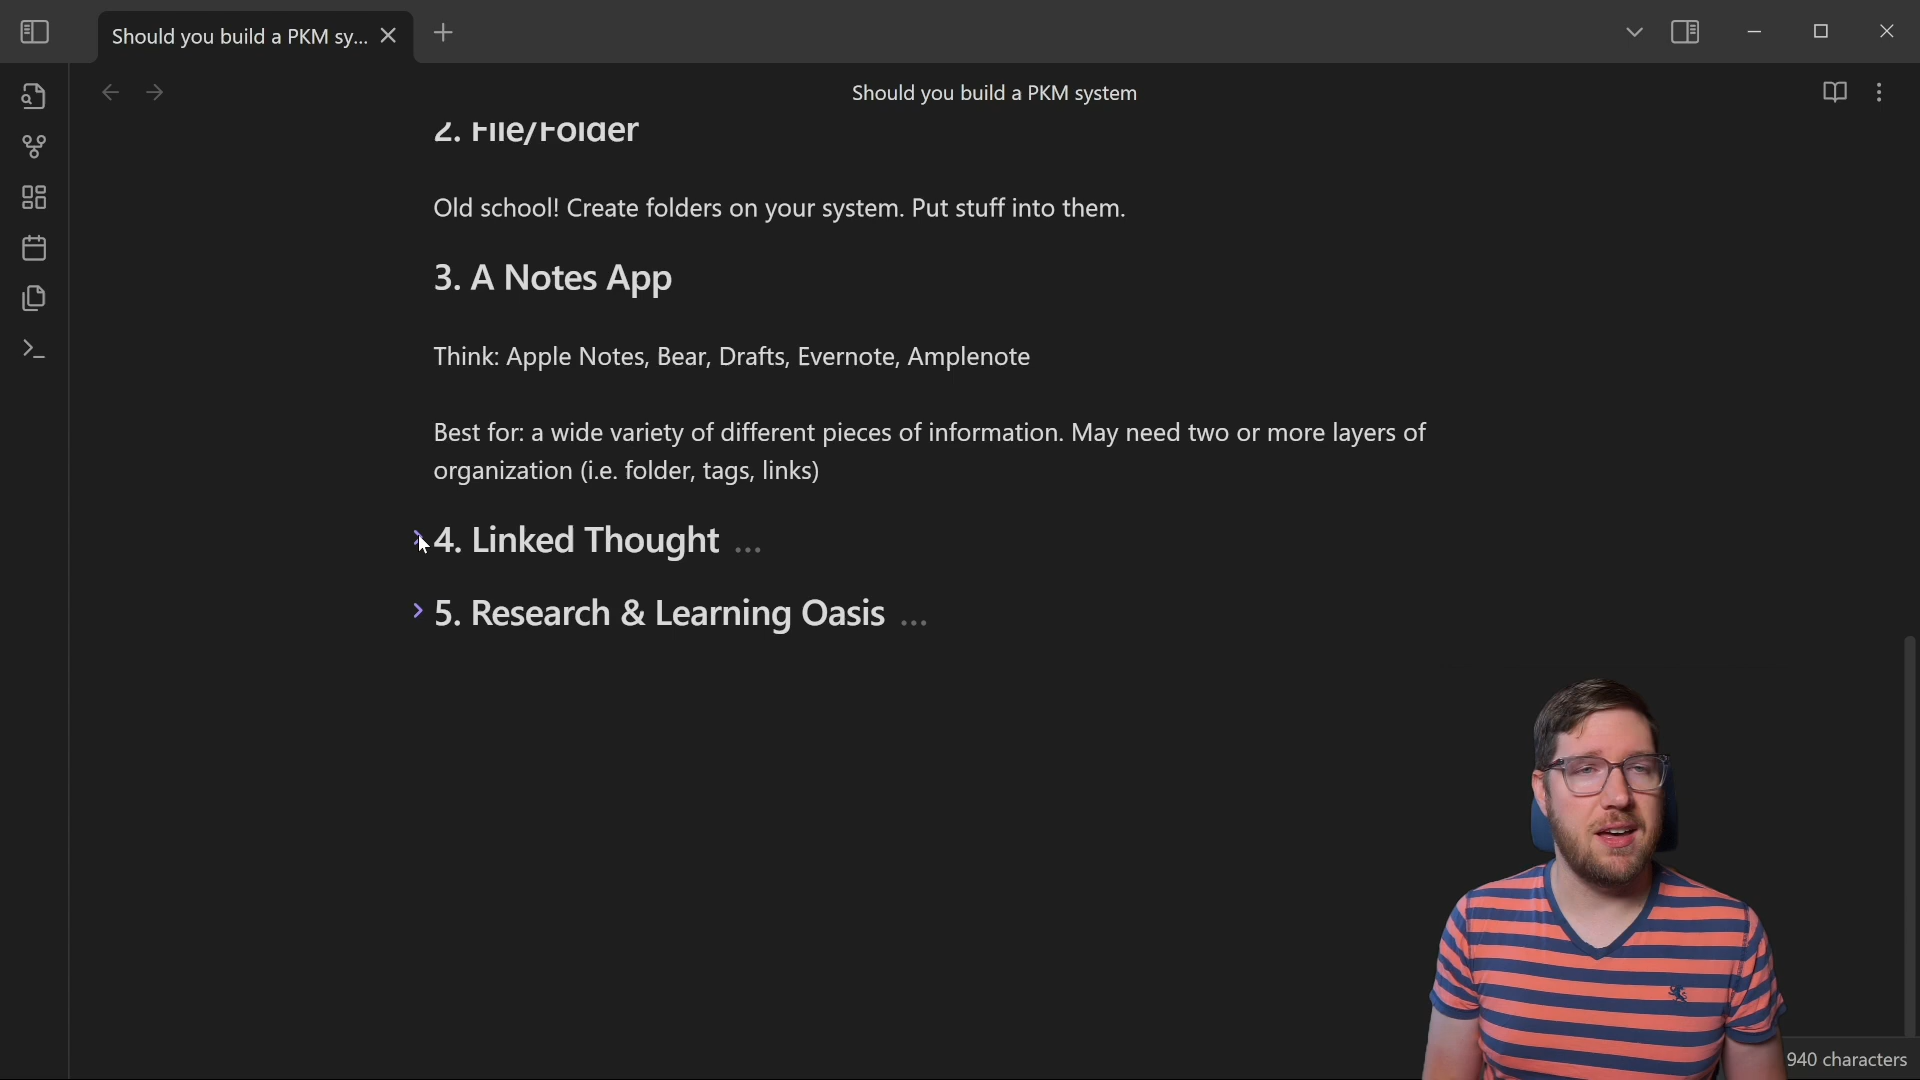 Should you build a PKM sy...
Should you build a PKM system
2. File/Folder
Old school! Create folders on your system. Put stuff into them.
3. A Notes App
Think: Apple Notes, Bear, Drafts, Evernote, Amplenote
Best for: a wide variety of different pieces of information. May need two or more layers of
organization (i.e. folder, tags, links)
4. Linked Thought ...
5. Research & Learning Oasis ...
940 characters